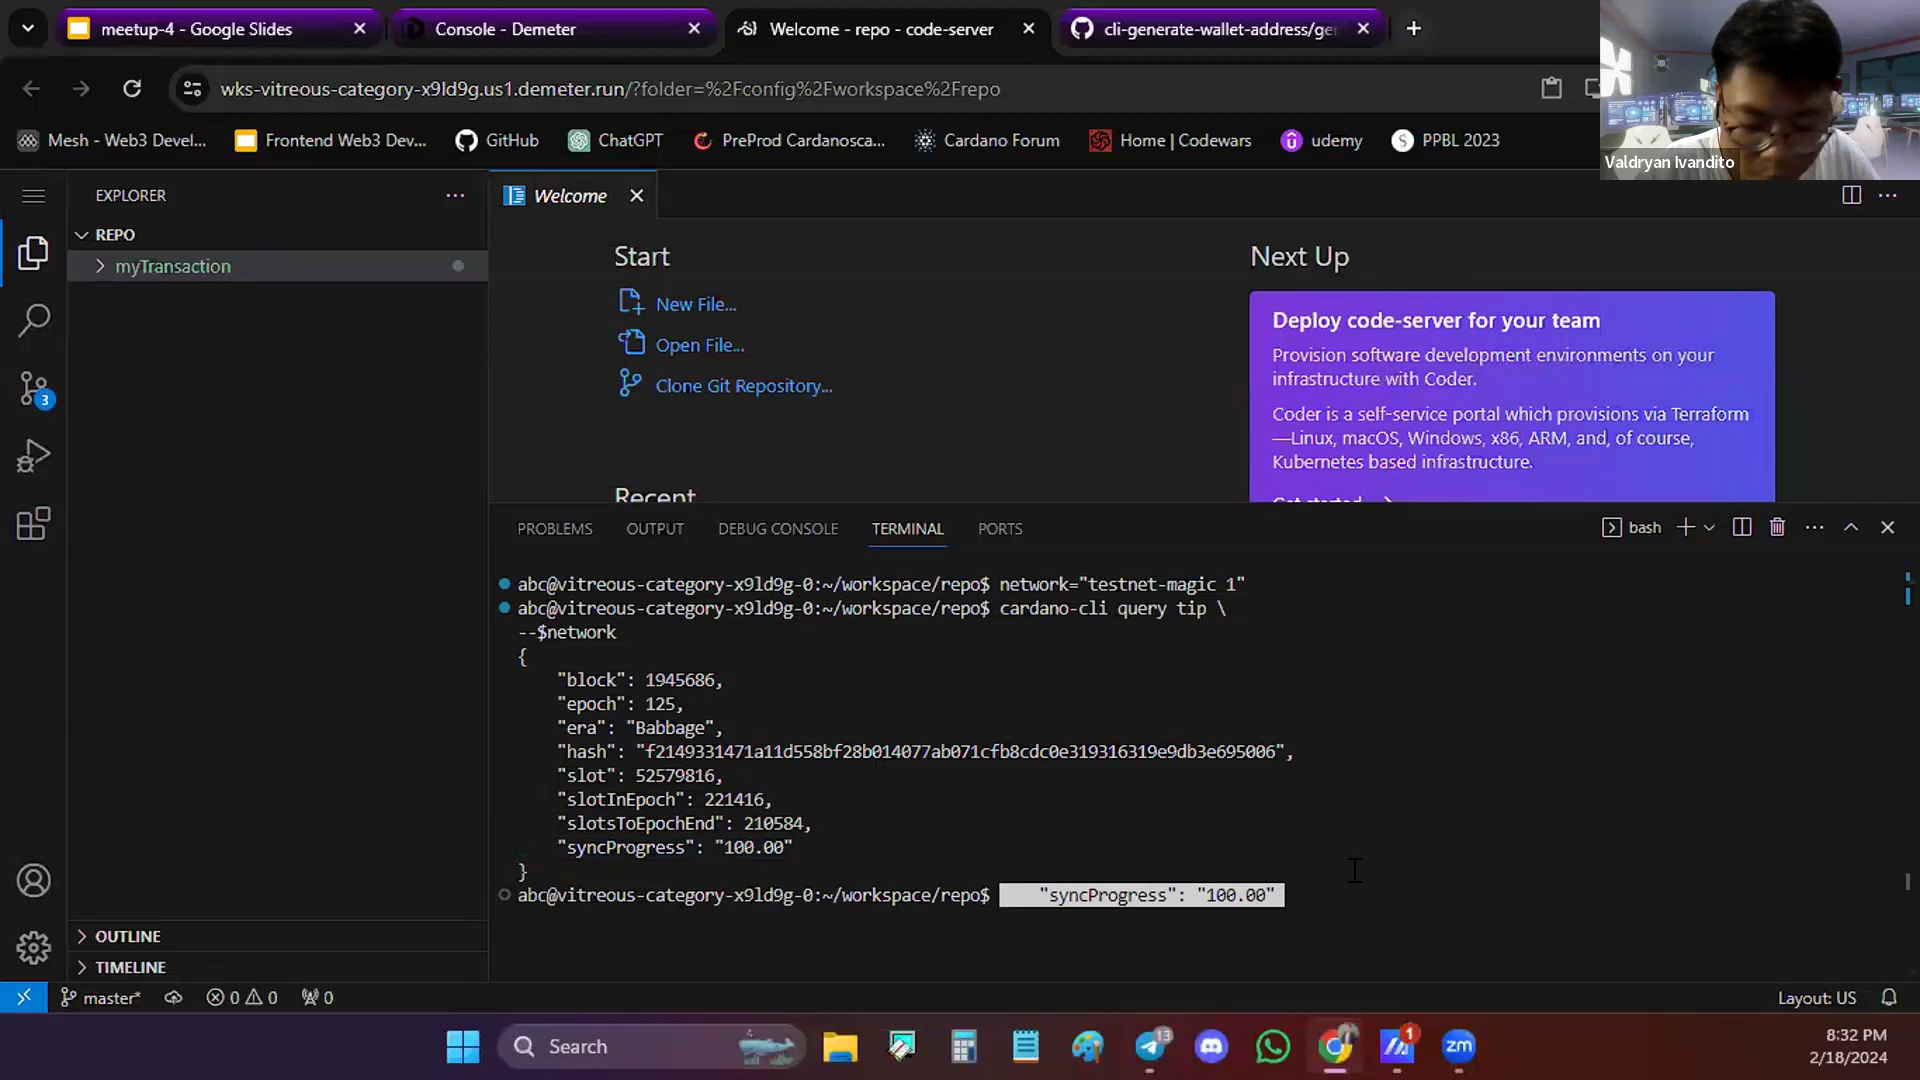 meetup-4 - Google Slides
Console - Demeter
Welcome - repo - code-server
cli-generate-wallet-address/ge
wks-vitreous-category-x9ld9g.us1.demeter.run/?folder=%2Fconfig%2Fworkspace%2Frepo
Mesh - Web3 Devel...
Frontend Web3 Dev...
GitHub
ChatGPT
PreProd Cardanosca...
Cardano Forum
Home | Codewars
udemy
PPBL 2023
Valdryan Ivandito
EXPLORER
REPO
myTransaction
3
OUTLINE
TIMELINE
Welcome
Start
New File...
Open File...
Clone Git Repository...
Recent
Next Up
Deploy code-server for your team
Provision software development environments on your
infrastructure with Coder.
Coder is a self-service portal which provisions via Terraform
—Linux, macOS, Windows, x86, ARM, and, of course,
Kubernetes based infrastructure.
Get started
PROBLEMS
OUTPUT
DEBUG CONSOLE
TERMINAL
PORTS
bash
abc@vitreous-category-x9ld9g-0:~/workspace/repo$ network="testnet-magic 1"
abc@vitreous-category-x9ld9g-0:~/workspace/repo$ cardano-cli query tip \
--$network
{
"block": 1945686,
"epoch": 125,
"era": "Babbage",
"hash": "f2149331471a11d558bf28b014077ab071cfb8cdc0e319316319e9db3e695006",
"slot": 52579816,
"slotInEpoch": 221416,
"slotsToEpochEnd": 210584,
"syncProgress": "100.00"
}
abc@vitreous-category-x9ld9g-0:~/workspace/repo$ "syncProgress": "100.00"
master*
0
0
0
Layout: US
Search
13
1
zm
8:32 PM
2/18/2024